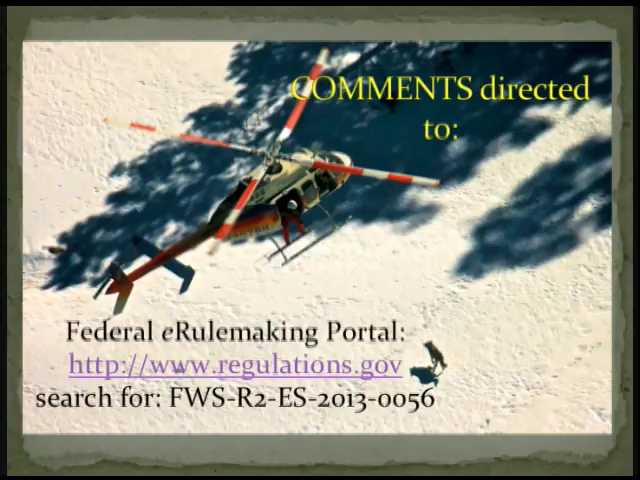 COMMENTS directed
to:
Federal eRulemaking Portal:
http://www.regulations.gov
search for: FWS-R2-ES-2013-0056